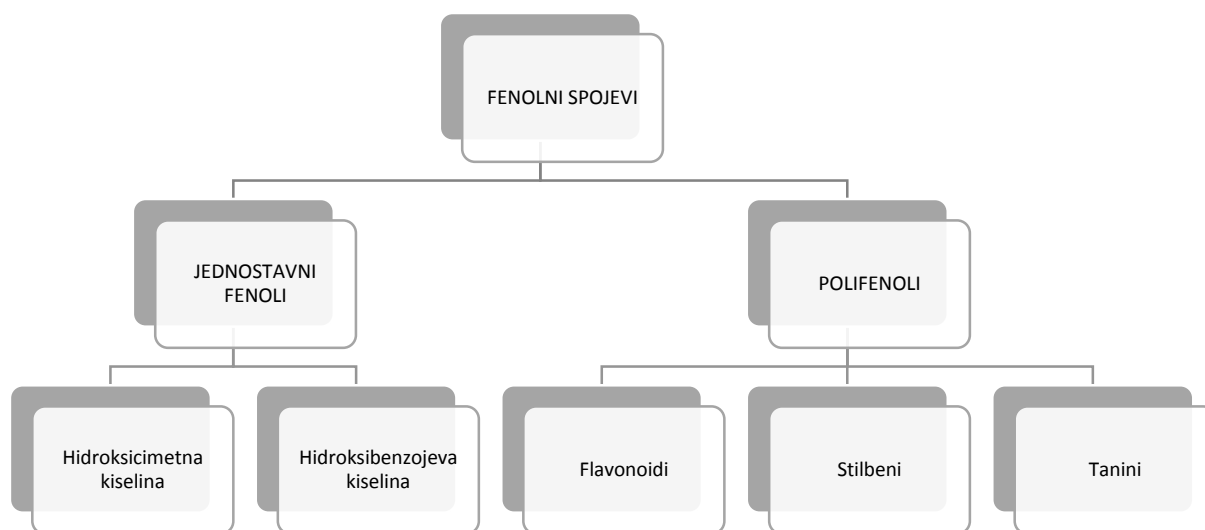 FENOLNI SPOJEVI
JEDNOSTAVNI
FENOLI
POLIFENOLI
Hidroksicimetna
kiselina
Hidroksibenzojeva
kiselina
Flavonoidi
Stilbeni
Tanini